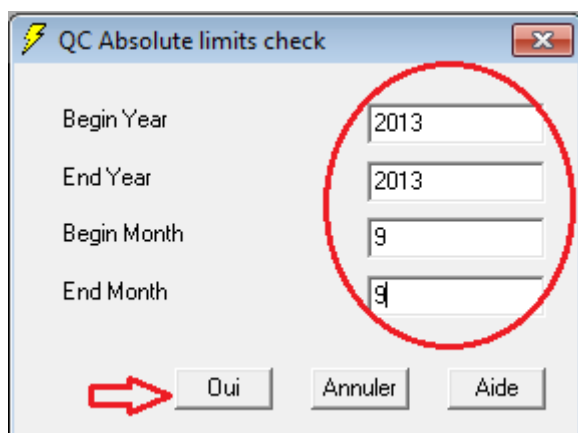 QC Absolute limits check
Begin Year 2013
End Year 2013
Begin Month 9
End Month 9
Oui Annuler Aide